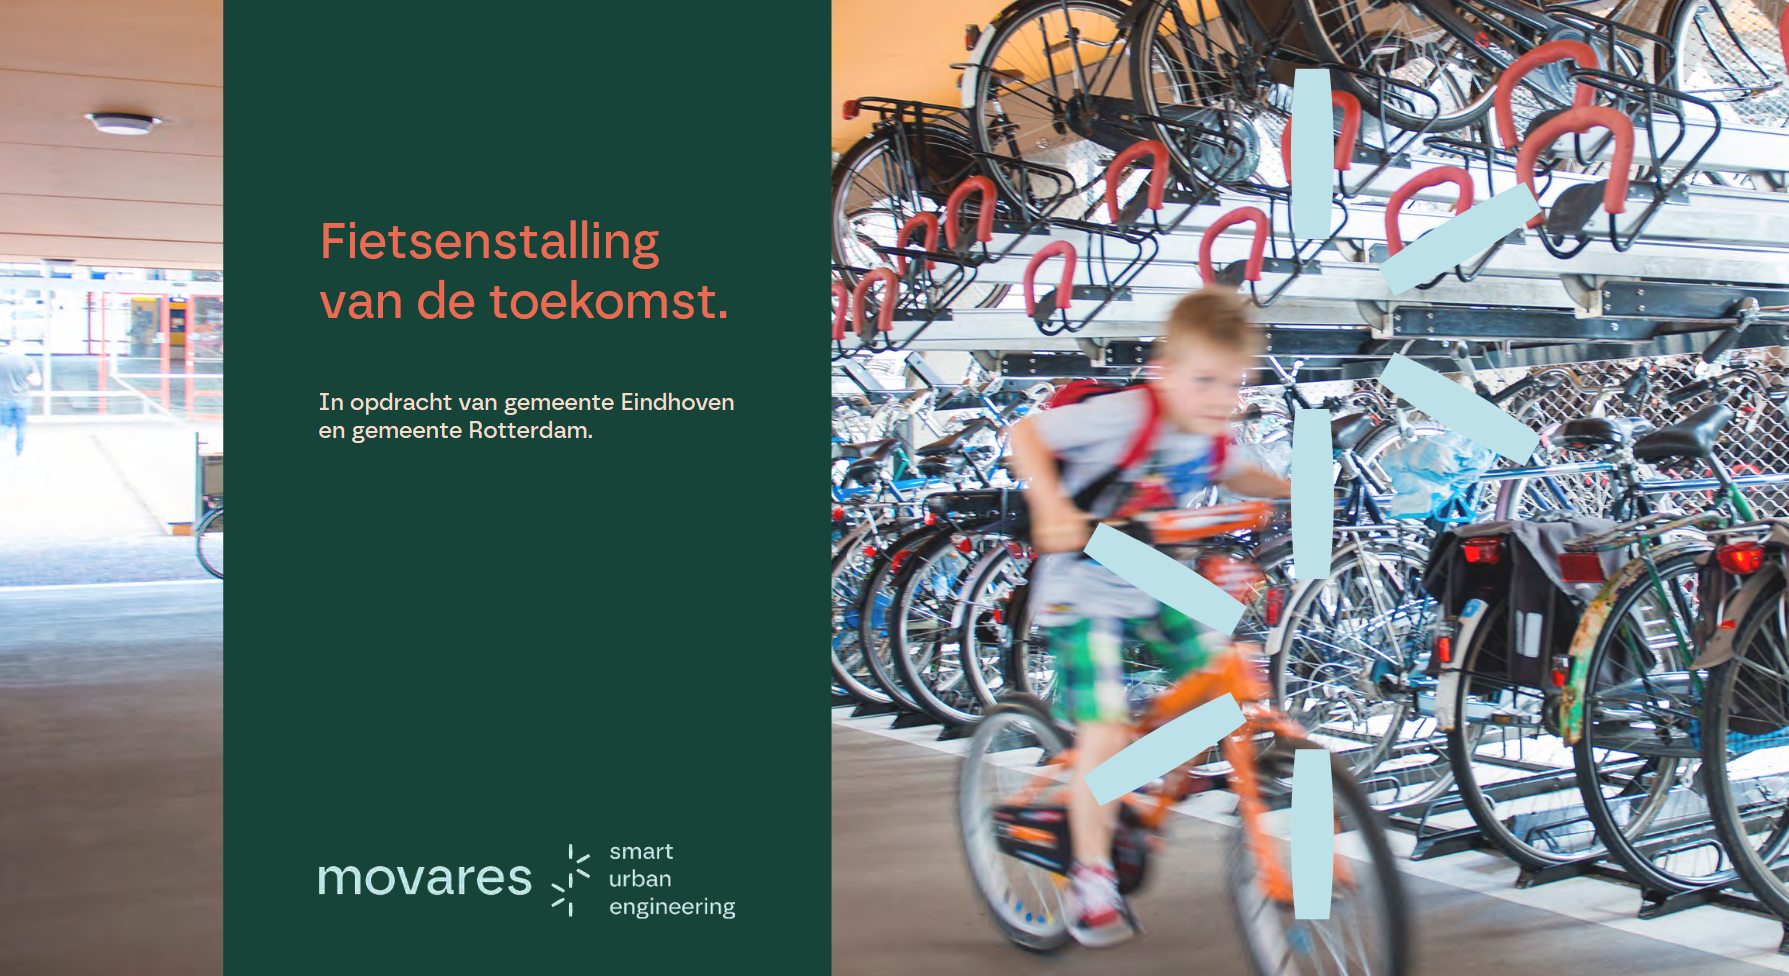 Fietsenstalling
van de toekomst.
In opdracht van gemeente Eindhoven
en gemeente Rotterdam.
movares
smart
urban
engineering